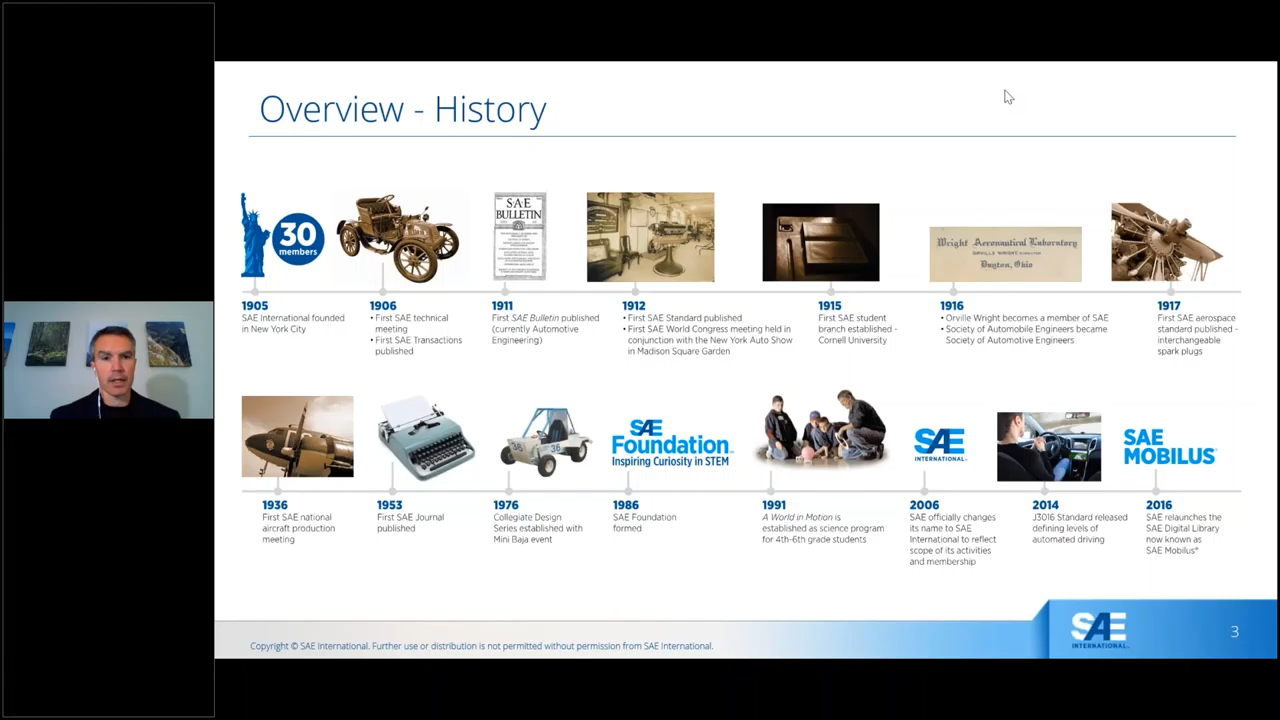 Overview - History
30
members
S·A·E
BULLETIN
Wright Aeronautical Laboratory
Dayton, Ohio
1905
SAE International founded
in New York City
1906
• First SAE technical
meeting
• First SAE Transactions
published
1911
First SAE Bulletin published
(currently Automotive
Engineering)
1912
• First SAE Standard published
• First SAE World Congress meeting held in
conjunction with the New York Auto Show
in Madison Square Garden
1915
First SAE student
branch established -
Cornell University
1916
• Orville Wright becomes a member of SAE
• Society of Automobile Engineers became
Society of Automotive Engineers
1917
First SAE aerospace
standard published -
interchangeable
spark plugs
36
SAE
Foundation
Inspiring Curiosity in STEM
SAE
INTERNATIONAL
SAE
MOBILUS
1936
First SAE national
aircraft production
meeting
1953
First SAE Journal
published
1976
Collegiate Design
Series established with
Mini Baja event
1986
SAE Foundation
formed
1991
A World in Motion is
established as science program
for 4th-6th grade students
2006
SAE officially changes
its name to SAE
International to reflect
scope of its activities
and membership
2014
J3016 Standard released
defining levels of
automated driving
2016
SAE relaunches the
SAE Digital Library
now known as
SAE Mobilus®
Copyright © SAE International. Further use or distribution is not permitted without permission from SAE International.
SAE
INTERNATIONAL
3